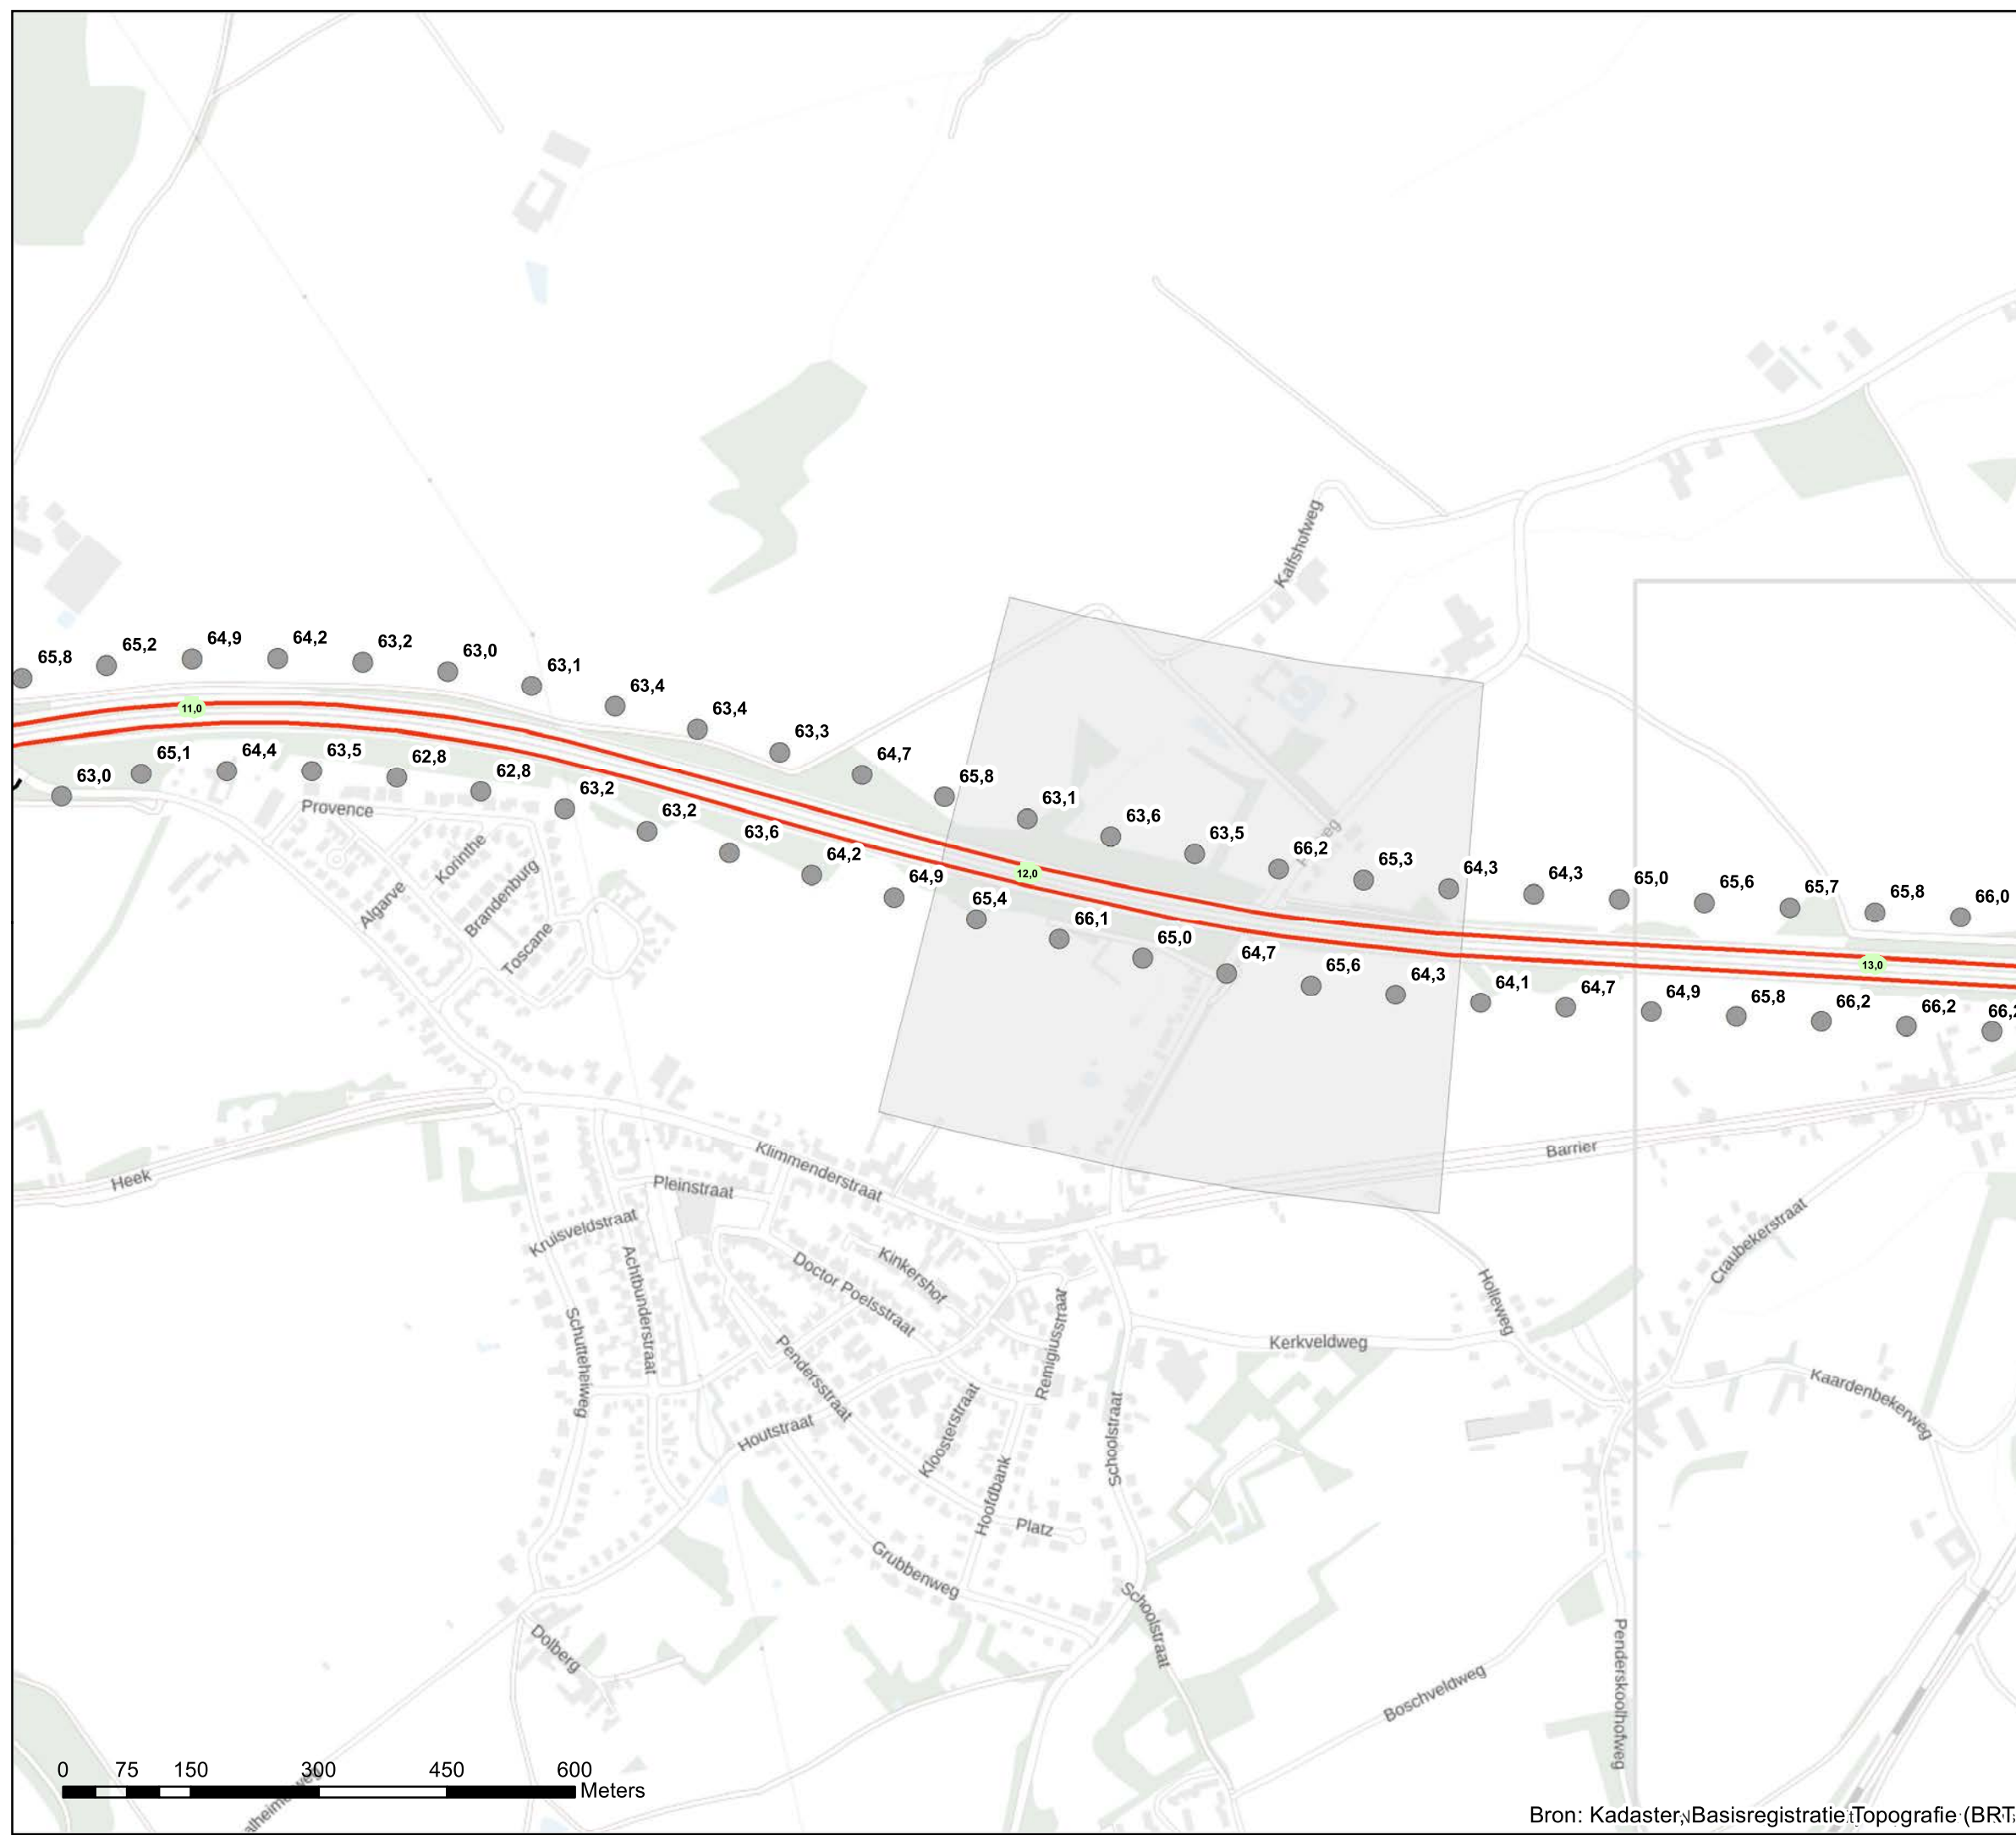 Kalfshofweg
65,8
65,2
64,9
64,2
63,2
63,0
63,1
63,4
63,4
63,3
64,7
65,8
63,1
63,6
63,5
66,2
65,3
64,3
64,3
65,0
65,6
65,7
65,8
66,0
11,0
12,0
13,0
63,0
65,1
64,4
63,5
62,8
62,8
63,2
63,2
63,6
64,2
64,9
65,4
66,1
65,0
64,7
65,6
64,3
64,1
64,7
64,9
65,8
66,2
66,2
Provence
Korinthe
Algarve
Brandenburg
Toscane
Heek
Klimmenderstraat
Barrier
Pleinstraat
Kruisveldstraat
Achtbunderstraat
Schutteheiweg
Doctor Poelsstraat
Kinkershof
Remigiusstraat
Kerkveldweg
Holleweg
Craubekerstraat
Kaardenbekerweg
Pendersstraat
Houtstraat
Kloosterstraat
Schoolstraat
Hoofdbank
Platz
Grubbenweg
Schoolstraat
Dolberg
Boschveldweg
Penderskoolhofweg
0 75 150 300 450 600
Meters
Bron: Kadaster, Basisregistratie Topografie (BRT